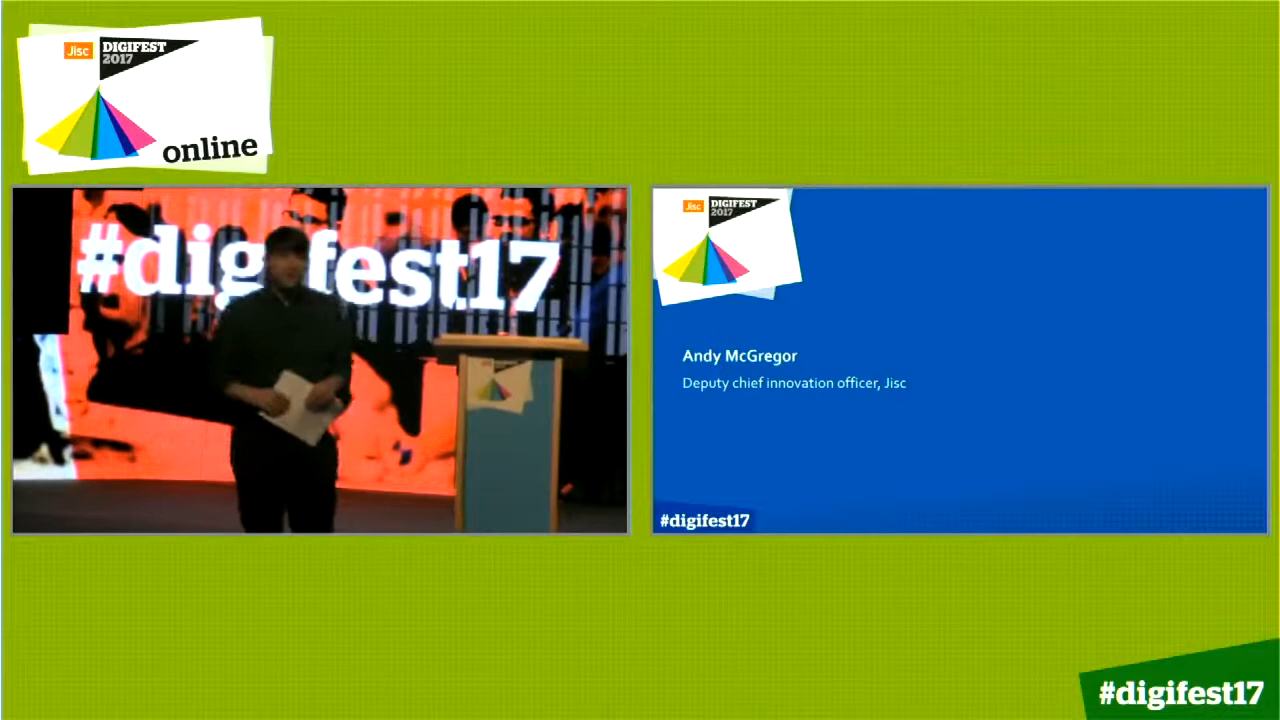 Jisc
DIGIFEST
2017
online
#digifest17
Jisc
DIGIFEST
2017
Andy McGregor
Deputy chief innovation officer, Jisc
#digifest17
#digifest17